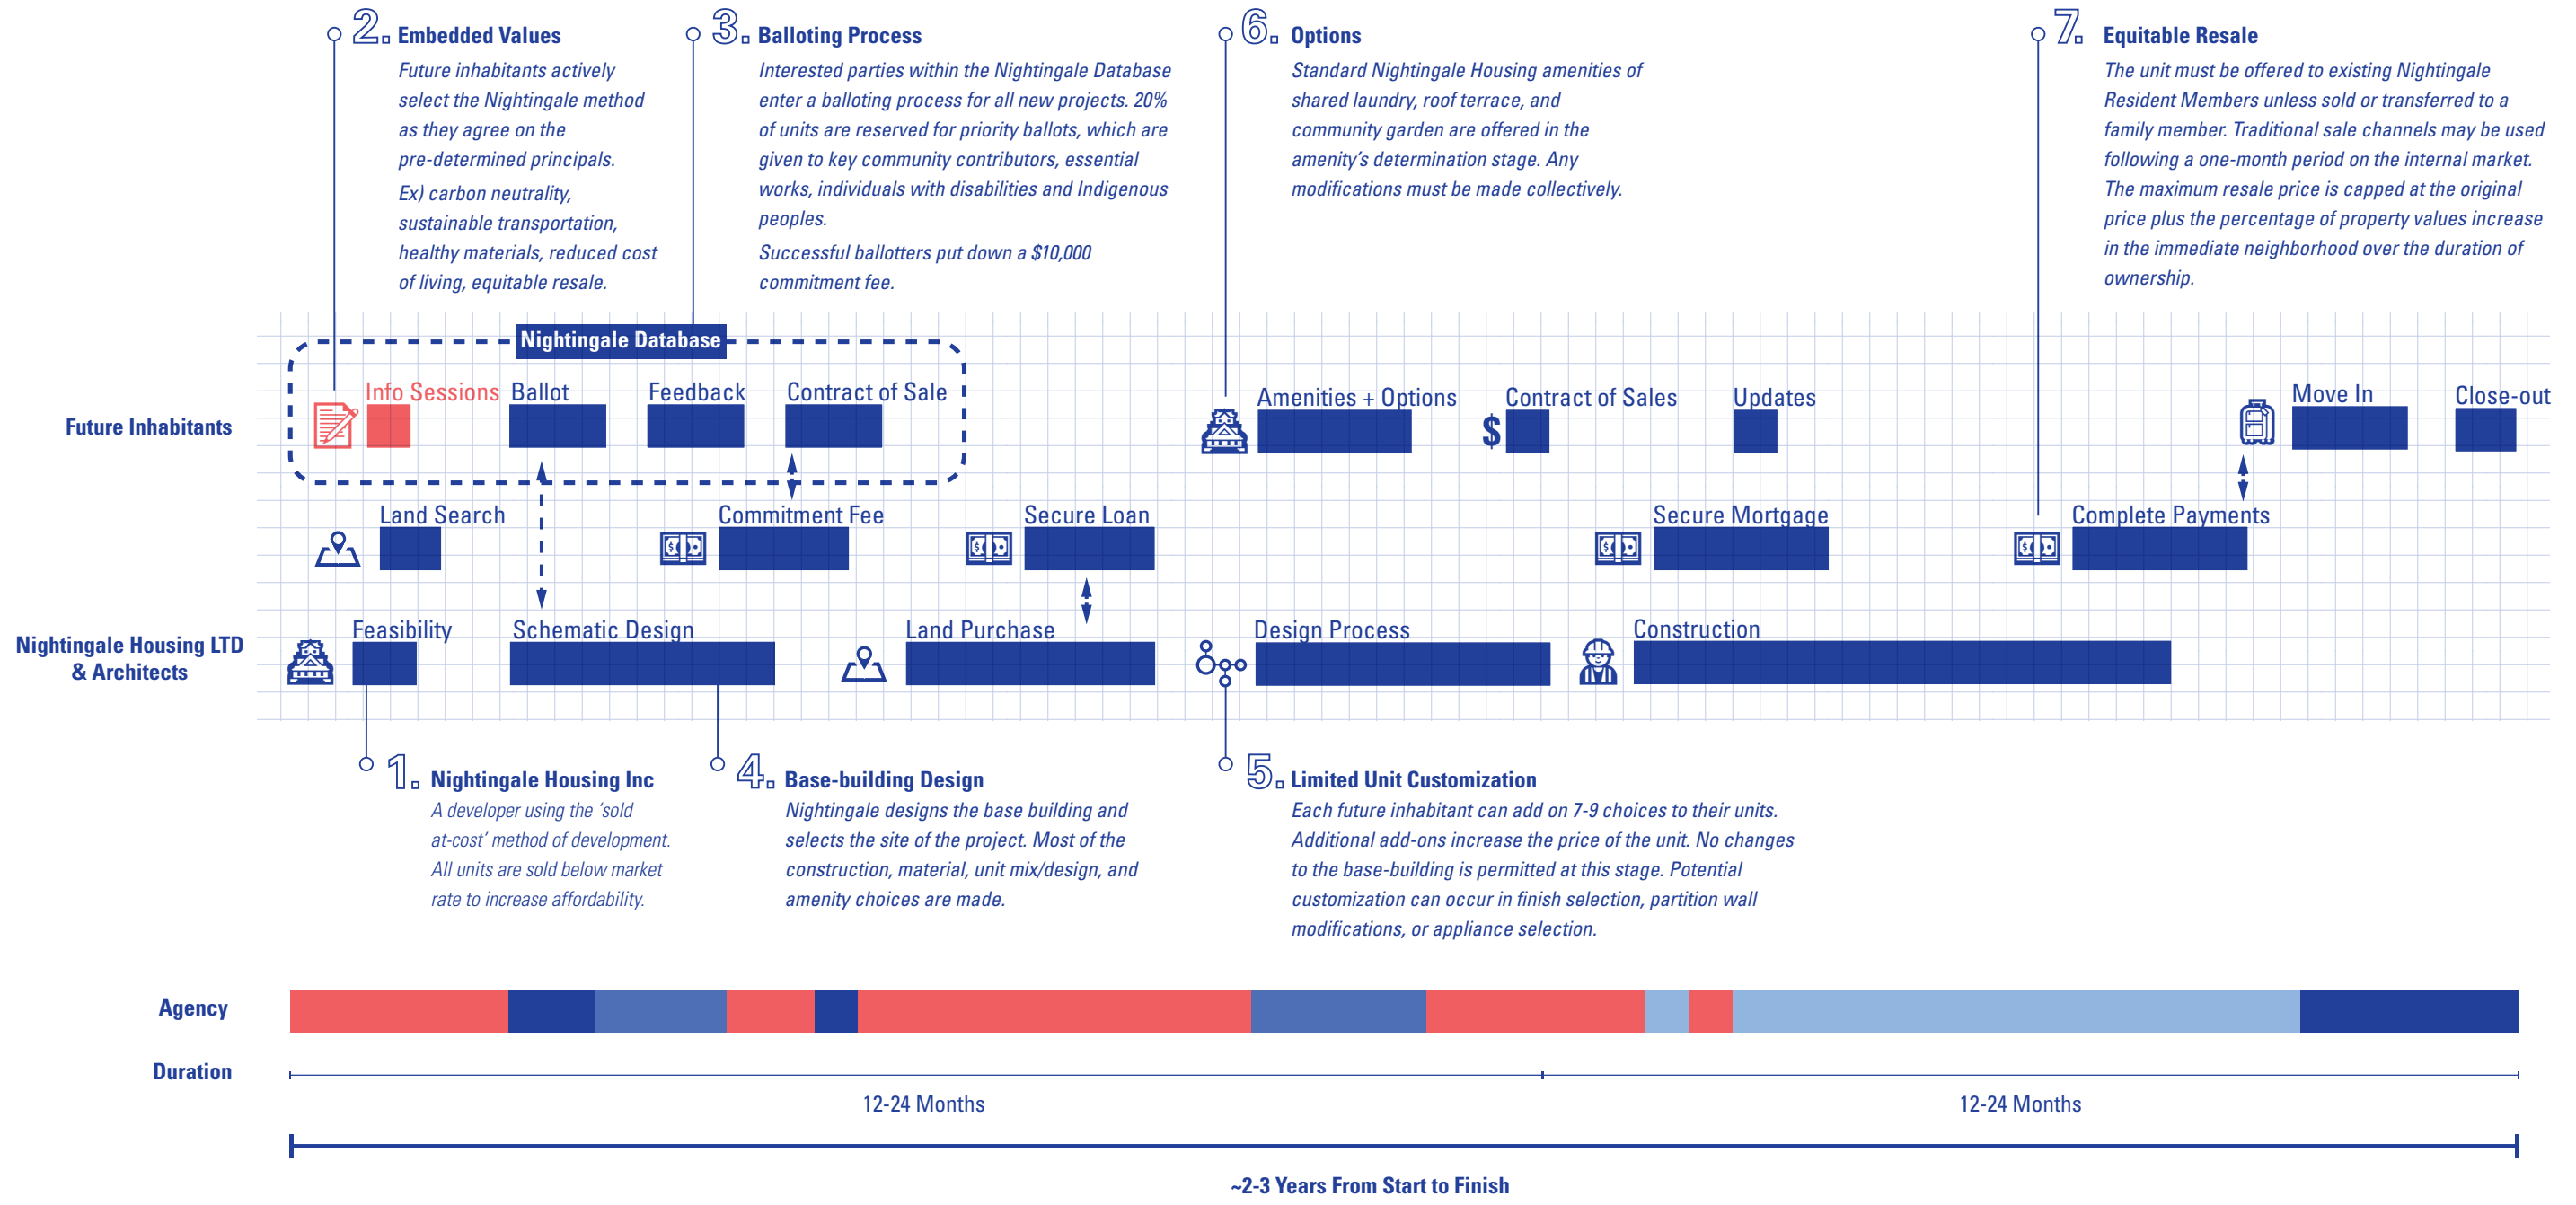 2. Embedded Values
Future inhabitants actively
select the Nightingale method
as they agree on the
pre-determined principals.
Ex) carbon neutrality,
sustainable transportation,
healthy materials, reduced cost
of living, equitable resale.
3. Balloting Process
Interested parties within the Nightingale Database
enter a balloting process for all new projects. 20%
of units are reserved for priority ballots, which are
given to key community contributors, essential
works, individuals with disabilities and Indigenous
peoples.
Successful ballotters put down a $10,000
commitment fee.
6. Options
Standard Nightingale Housing amenities of
shared laundry, roof terrace, and
community garden are offered in the
amenity's determination stage. Any
modifications must be made collectively.
7. Equitable Resale
The unit must be offered to existing Nightingale
Resident Members unless sold or transferred to a
family member. Traditional sale channels may be used
following a one-month period on the internal market.
The maximum resale price is capped at the original
price plus the percentage of property values increase
in the immediate neighborhood over the duration of
ownership.
Nightingale Database
Future Inhabitants
Info Sessions
Ballot
Feedback
Contract of Sale
Amenities + Options
$
Contract of Sales
Updates
Move In
Close-out
Land Search
Commitment Fee
Secure Loan
Secure Mortgage
Complete Payments
Nightingale Housing LTD
& Architects
Feasibility
Schematic Design
Land Purchase
Design Process
Construction
1. Nightingale Housing Inc
A developer using the ‘sold
at-cost’ method of development.
All units are sold below market
rate to increase affordability.
4. Base-building Design
Nightingale designs the base building and
selects the site of the project. Most of the
construction, material, unit mix/design, and
amenity choices are made.
5. Limited Unit Customization
Each future inhabitant can add on 7-9 choices to their units.
Additional add-ons increase the price of the unit. No changes
to the base-building is permitted at this stage. Potential
customization can occur in finish selection, partition wall
modifications, or appliance selection.
Agency
Duration
12-24 Months
12-24 Months
~2-3 Years From Start to Finish